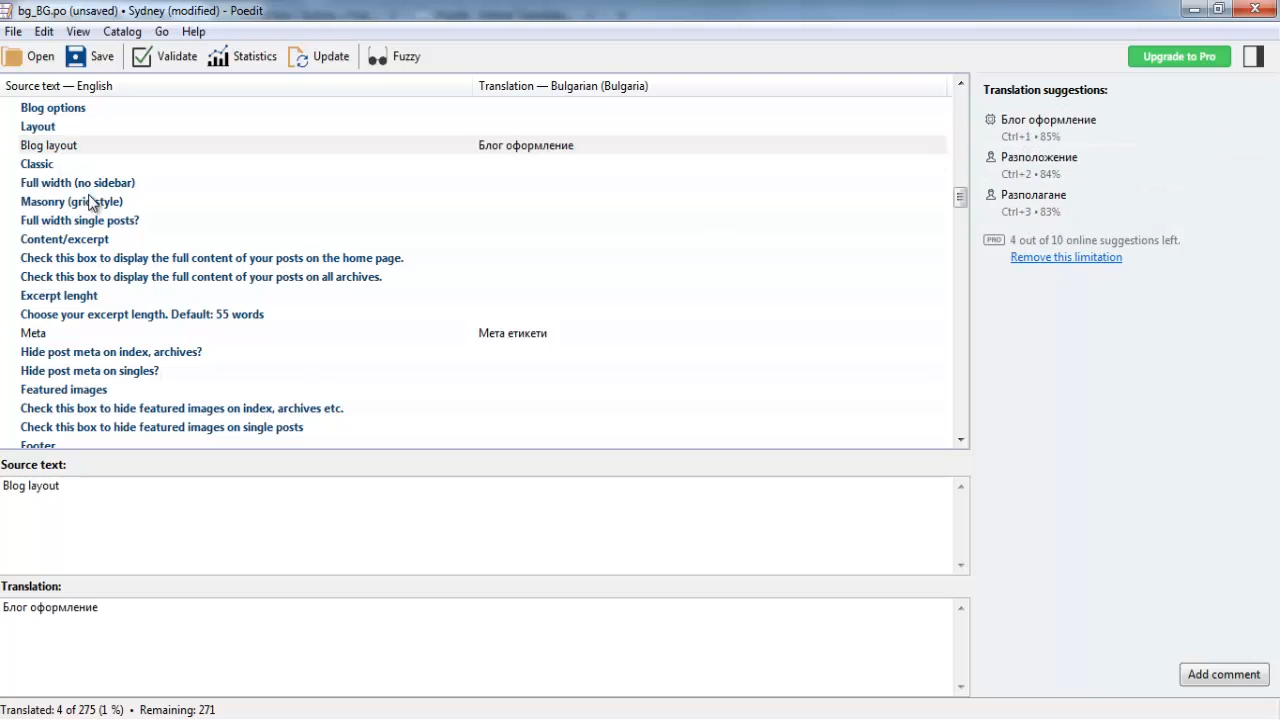 bg_BG.po (unsaved) • Sydney (modified) - Poedit
File Edit View Catalog Go Help
Open Save Validate Statistics Update Fuzzy Upgrade to Pro
Source text — English Translation — Bulgarian (Bulgaria)
Blog options
Layout
Blog layout Блог оформление
Classic
Full width (no sidebar)
Masonry (grid style)
Full width single posts?
Content/excerpt
Check this box to display the full content of your posts on the home page.
Check this box to display the full content of your posts on all archives.
Excerpt lenght
Choose your excerpt length. Default: 55 words
Meta Мета етикети
Hide post meta on index, archives?
Hide post meta on singles?
Featured images
Check this box to hide featured images on index, archives etc.
Check this box to hide featured images on single posts
Footer
Source text:
Blog layout
Translation:
Блог оформление
Translated: 4 of 275 (1 %) • Remaining: 271
Translation suggestions:
Блог оформление
Ctrl+1 • 85%
Разположение
Ctrl+2 • 84%
Разполагане
Ctrl+3 • 83%
PRO 4 out of 10 online suggestions left.
Remove this limitation
Add comment